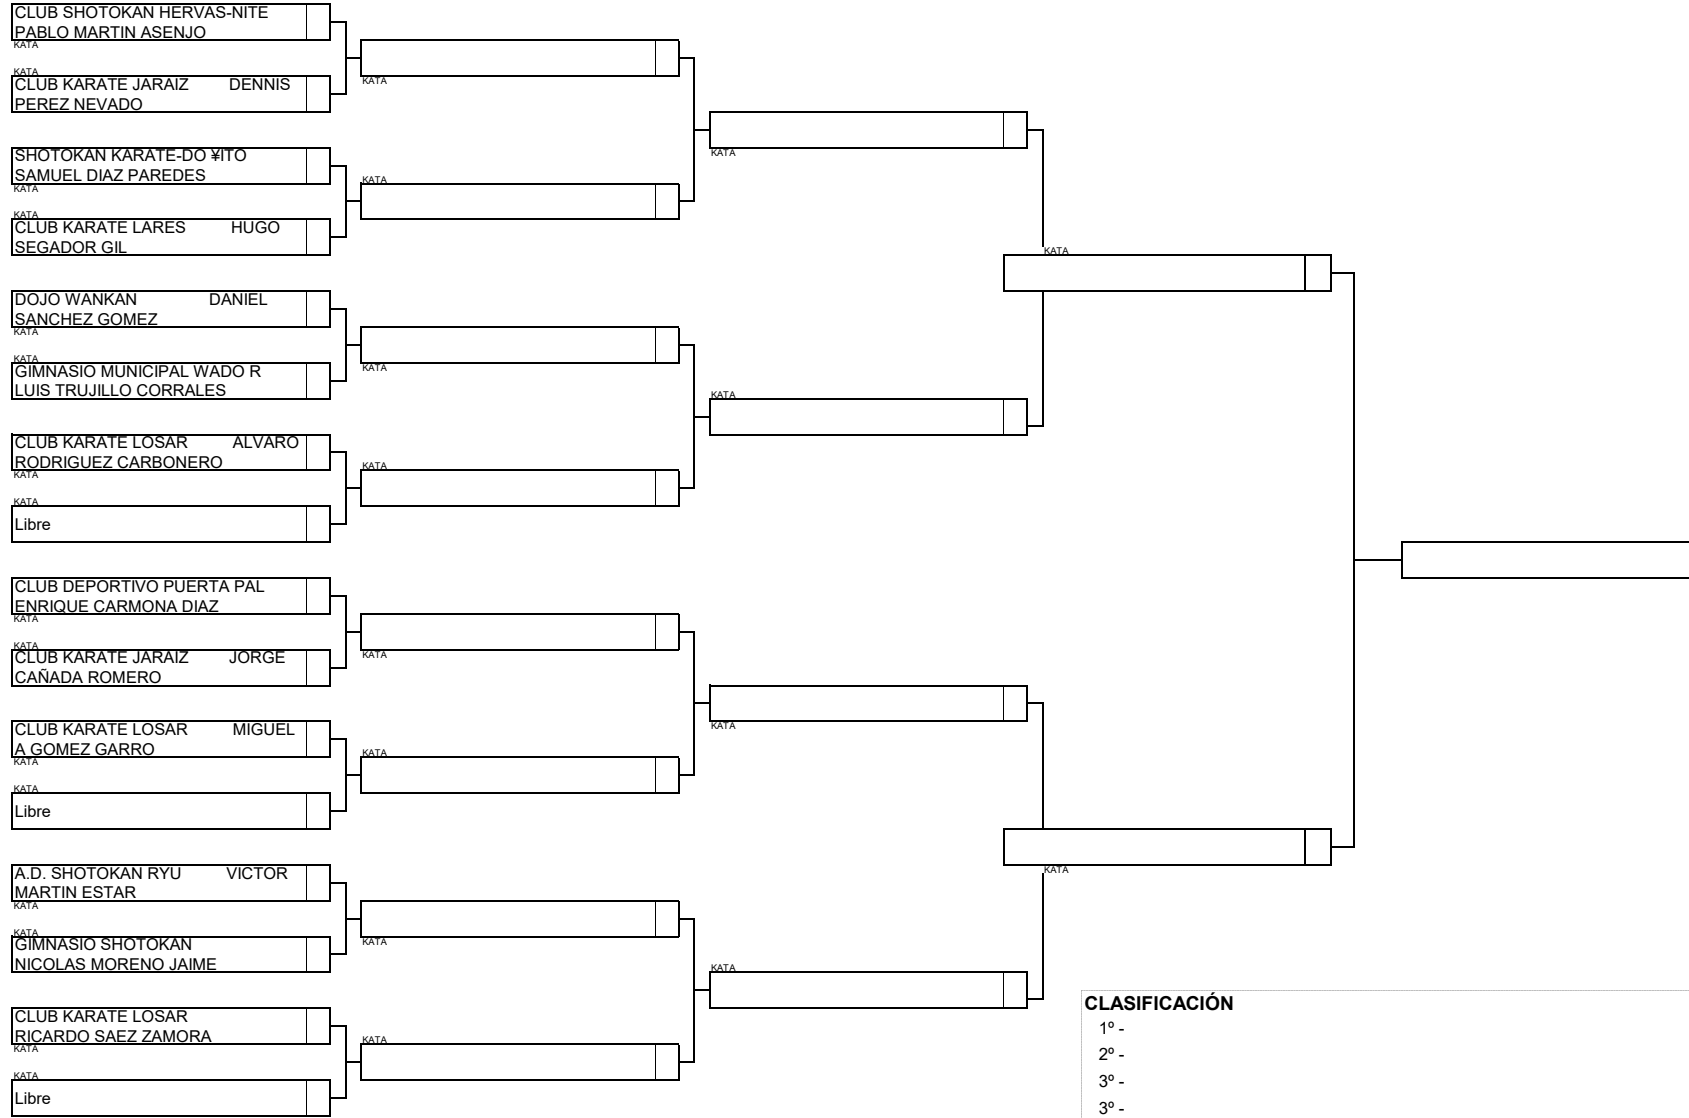 CLUB SHOTOKAN HERVAS-NITE
PABLO MARTIN ASENJO
KATA
KATA
CLUB KARATE JARAIZ DENNIS
PEREZ NEVADO
SHOTOKAN KARATE-DO ¥ITO
SAMUEL DIAZ PAREDES
KATA
KATA
CLUB KARATE LARES HUGO
SEGADOR GIL
DOJO WANKAN DANIEL
SANCHEZ GOMEZ
KATA
KATA
GIMNASIO MUNICIPAL WADO R
LUIS TRUJILLO CORRALES
CLUB KARATE LOSAR ALVARO
RODRIGUEZ CARBONERO
KATA
KATA
Libre
CLUB DEPORTIVO PUERTA PAL
ENRIQUE CARMONA DIAZ
KATA
KATA
CLUB KARATE JARAIZ JORGE
CAÑADA ROMERO
CLUB KARATE LOSAR MIGUEL
A GOMEZ GARRO
KATA
KATA
Libre
A.D. SHOTOKAN RYU VICTOR
MARTIN ESTAR
KATA
KATA
GIMNASIO SHOTOKAN
NICOLAS MORENO JAIME
CLUB KARATE LOSAR
RICARDO SAEZ ZAMORA
KATA
KATA
Libre
KATA
KATA
KATA
KATA
KATA
KATA
KATA
KATA
KATA
KATA
KATA
KATA
KATA
KATA
CLASIFICACIÓN
1º -
2º -
3º -
3º -